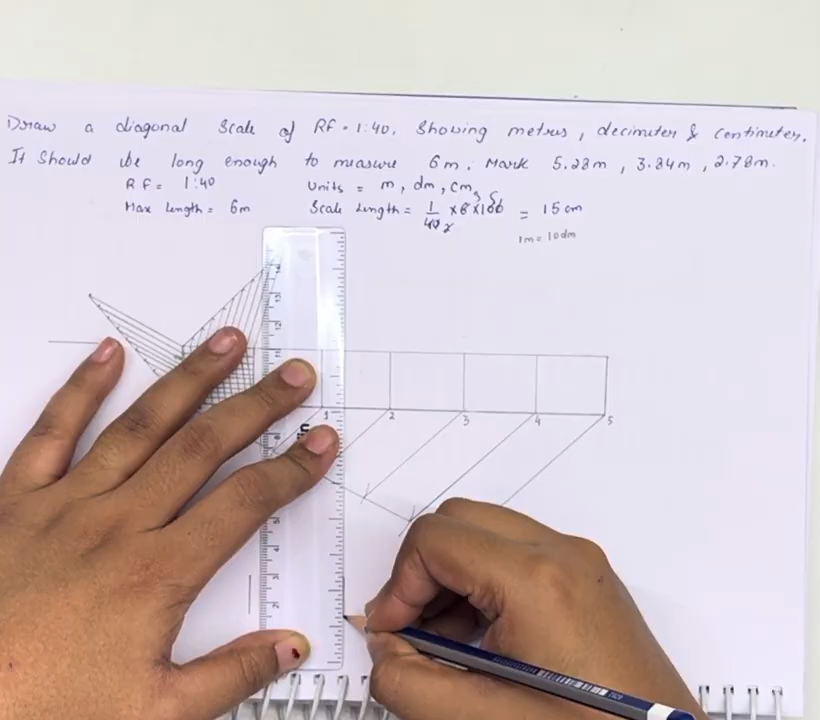 Draw a diagonal Scale of RF = 1:40. Showing metres, decimeter & centimeter.
It Should be long enough to measure 6m. Mark 5.28m, 3.84m, 2.78m.
RF = 1:40 Units = m, dm, cm
Max Length = 6m Scale Length = 1/40 x 6 x 100 = 15 cm
1m = 10dm
1 2 3 4 5